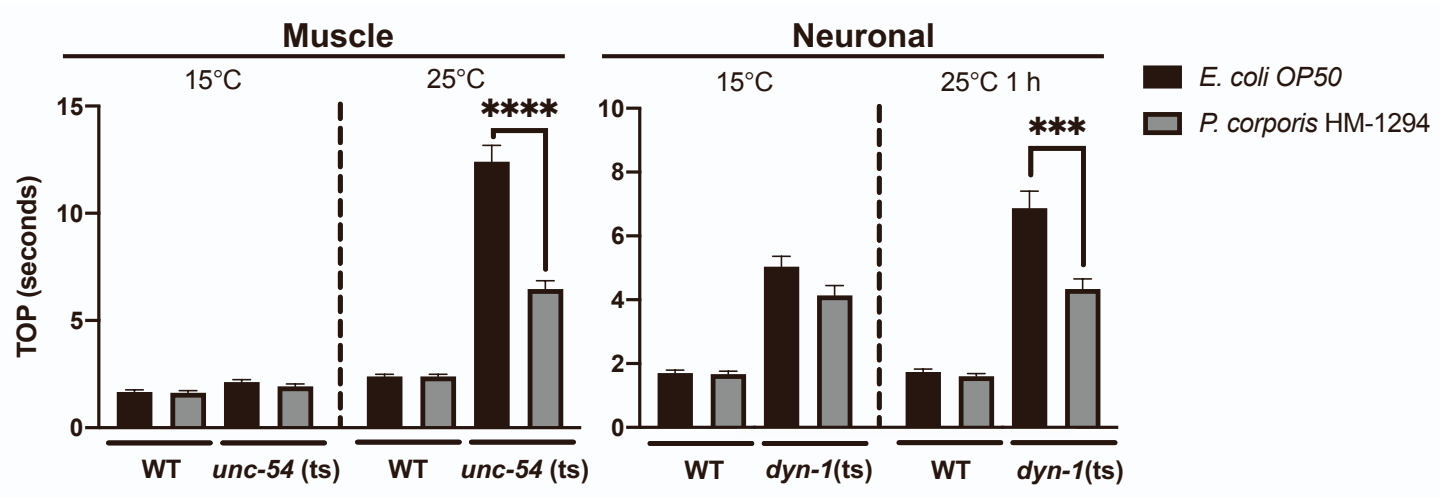 Muscle
Neuronal
15°C
25°C
15°C
25°C 1 h
E. coli OP50
P. corporis HM-1294
TOP (seconds)
15
10
5
0
****
10
8
6
4
2
0
***
WT
unc-54 (ts)
WT
unc-54 (ts)
WT
dyn-1(ts)
WT
dyn-1(ts)